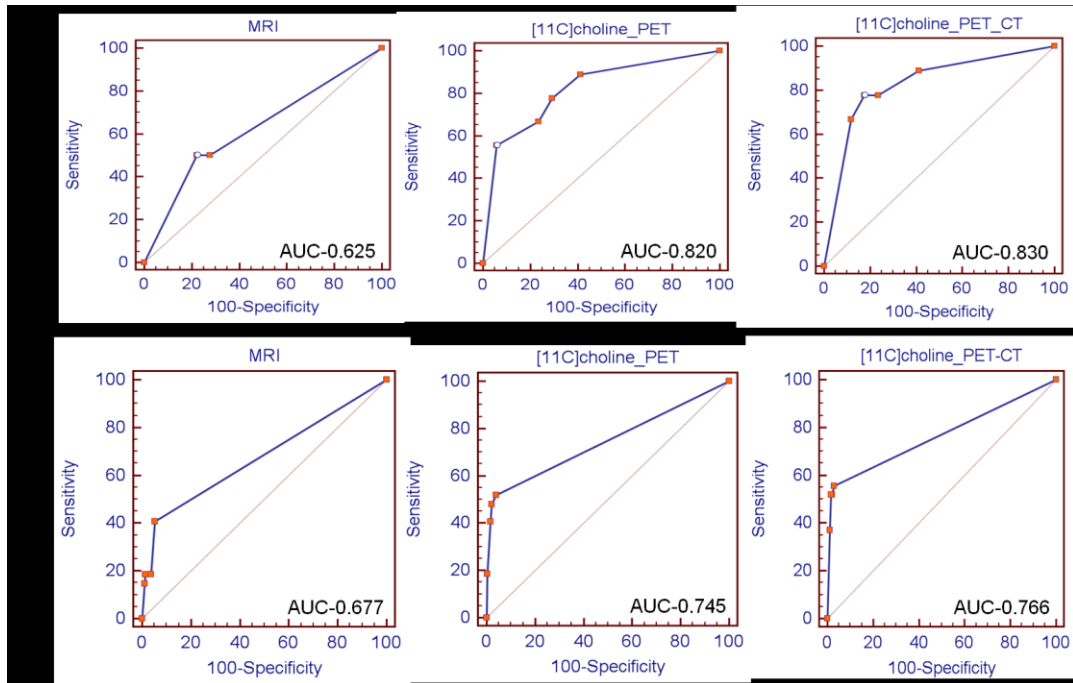 MRI
100
80
60
40
20
0
Sensitivity
AUC-0.625
0 20 40 60 80 100
100-Specificity
[11C]choline_PET
100
80
60
40
20
0
Sensitivity
AUC-0.820
0 20 40 60 80 100
100-Specificity
[11C]choline_PET_CT
100
80
60
40
20
0
Sensitivity
AUC-0.830
0 20 40 60 80 100
100-Specificity
MRI
100
80
60
40
20
0
Sensitivity
AUC-0.677
0 20 40 60 80 100
100-Specificity
[11C]choline_PET
100
80
60
40
20
0
Sensitivity
AUC-0.745
0 20 40 60 80 100
100-Specificity
[11C]choline_PET-CT
100
80
60
40
20
0
Sensitivity
AUC-0.766
0 20 40 60 80 100
100-Specificity